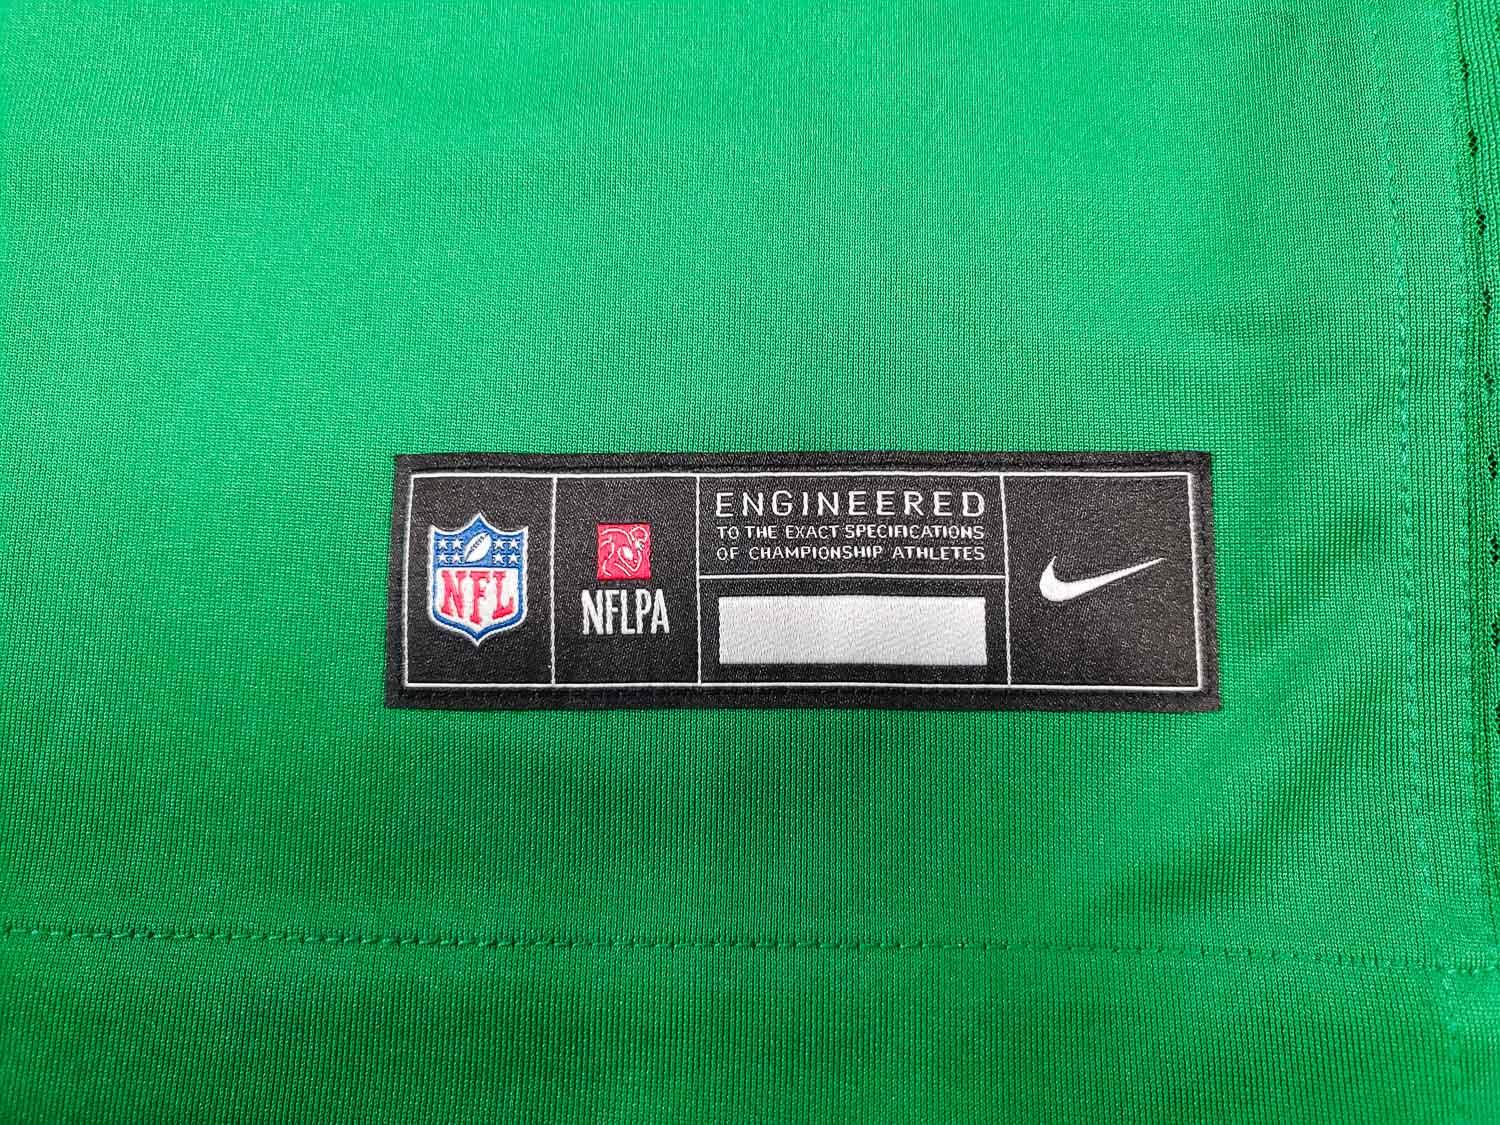 NFL
NFLPA
ENGINEERED
TO THE EXACT SPECIFICATIONS
OF CHAMPIONSHIP ATHLETES